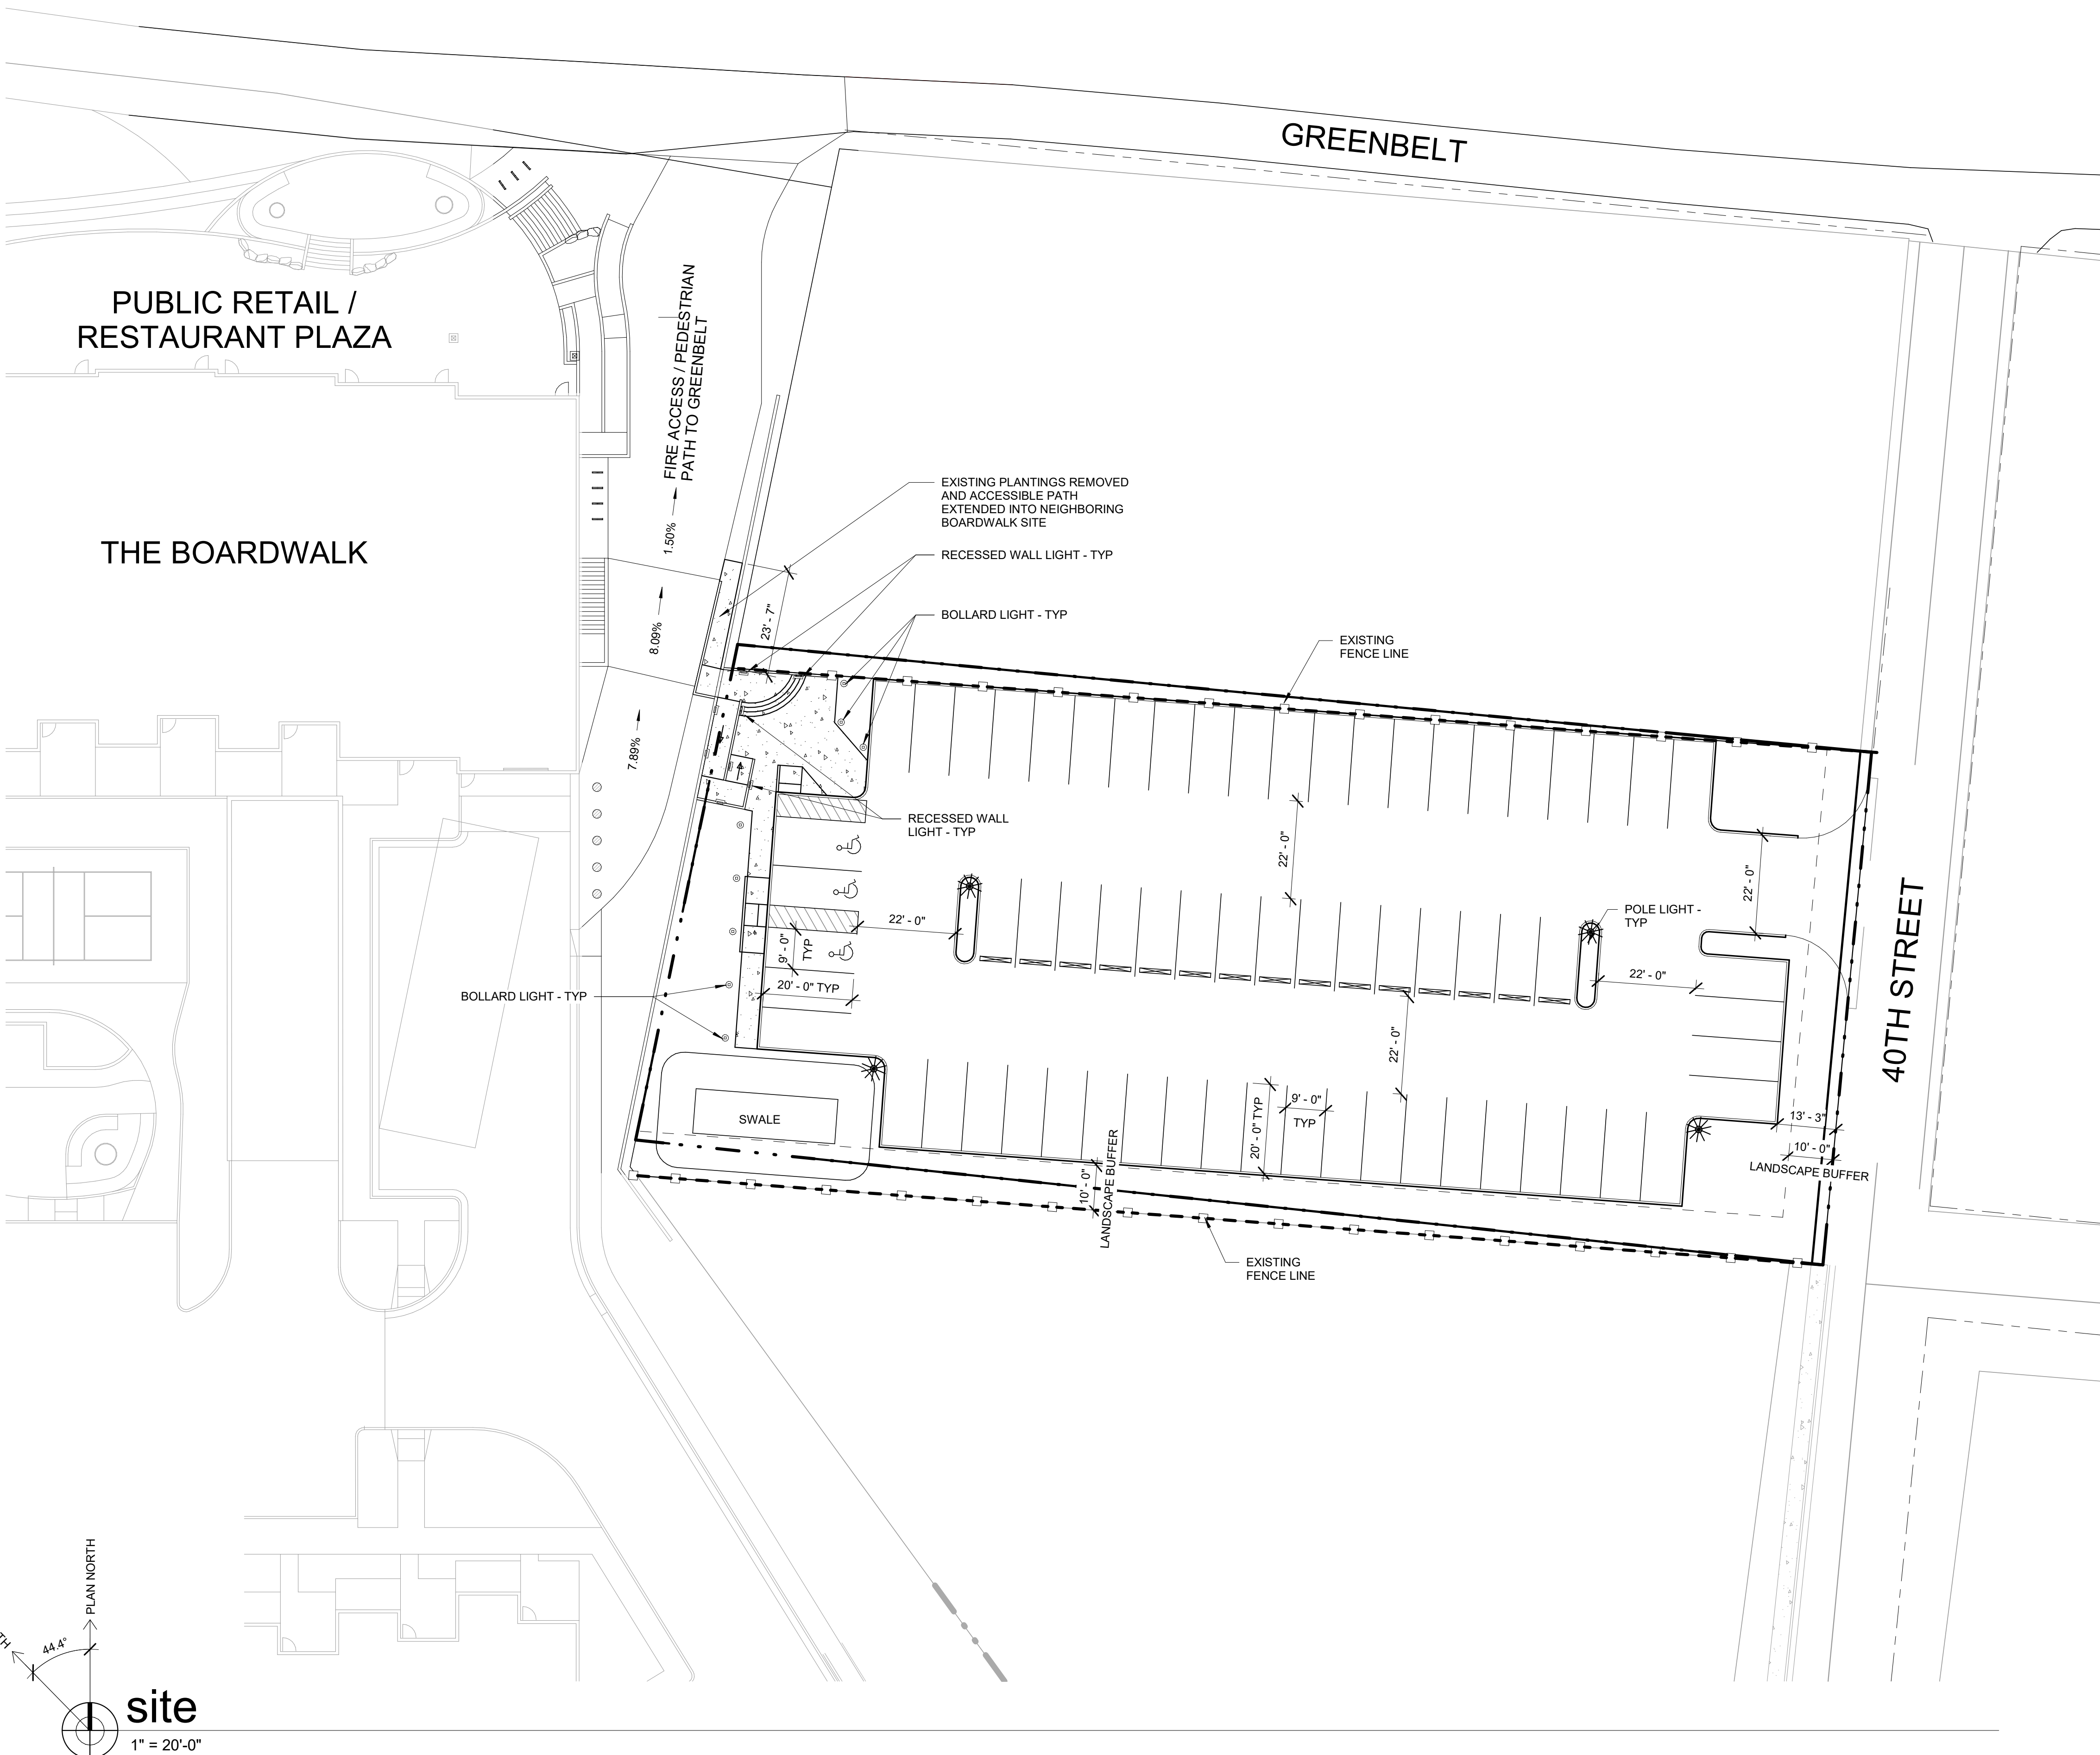 GREENBELT
PUBLIC RETAIL /
RESTAURANT PLAZA
FIRE ACCESS / PEDESTRIAN
PATH TO GREENBELT
1.50%
8.09%
7.89%
THE BOARDWALK
EXISTING PLANTINGS REMOVED
AND ACCESSIBLE PATH
EXTENDED INTO NEIGHBORING
BOARDWALK SITE
RECESSED WALL LIGHT - TYP
BOLLARD LIGHT - TYP
23' - 7"
EXISTING
FENCE LINE
RECESSED WALL
LIGHT - TYP
22' - 0"
22' - 0"
22' - 0"
POLE LIGHT -
TYP
22' - 0"
40TH STREET
9' - 0"
TYP
20' - 0" TYP
BOLLARD LIGHT - TYP
22' - 0"
SWALE
20' - 0" TYP
9' - 0"
TYP
13' - 3"
10' - 0"
LANDSCAPE BUFFER
10' - 0"
LANDSCAPE BUFFER
EXISTING
FENCE LINE
PLAN NORTH
TH
44.4°
site
1" = 20'-0"